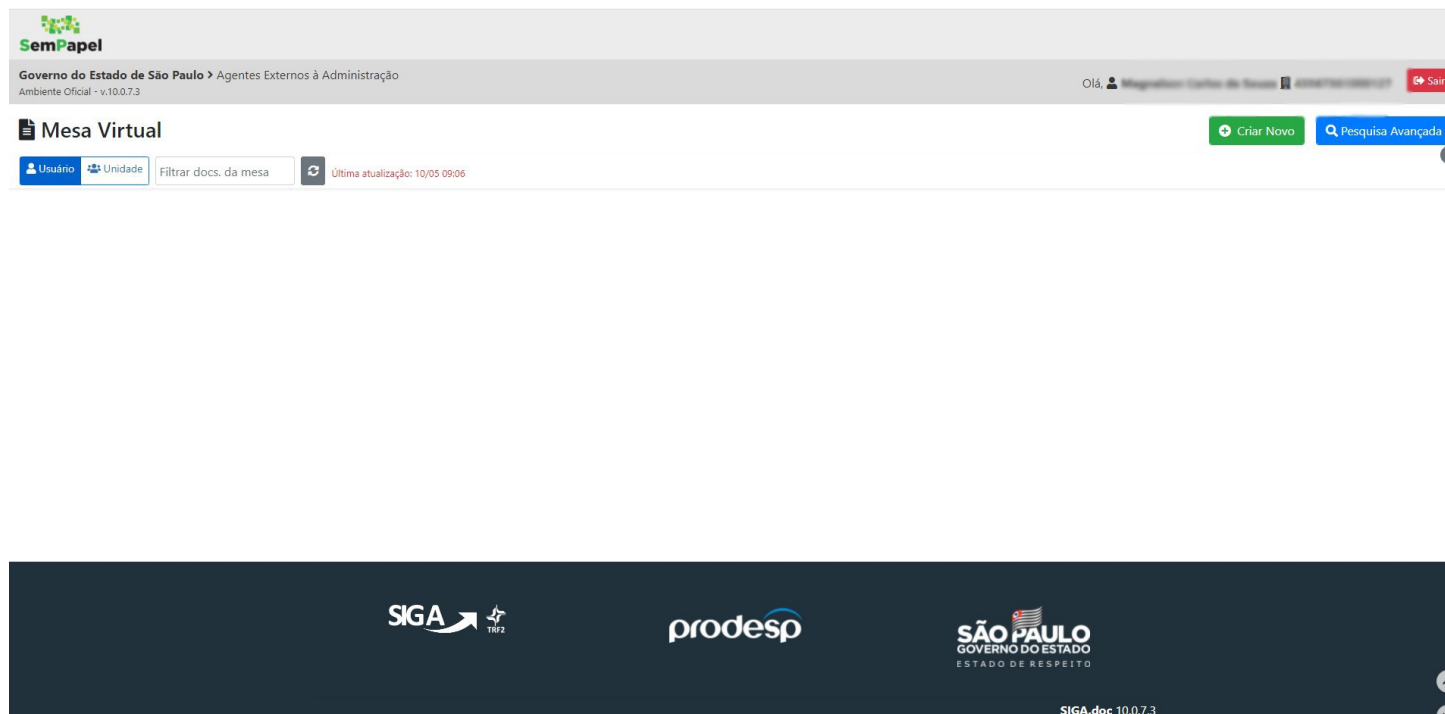 SemPapel
Governo do Estado de São Paulo > Agentes Externos à Administração
Ambiente Oficial - v.10.0.7.3
Olá,
Sair
Mesa Virtual
Criar Novo
Pesquisa Avançada
Usuário
Unidade
Filtrar docs. da mesa
Última atualização: 10/05 09:06
SIGA
TRF2
prodesp
SÃO PAULO
GOVERNO DO ESTADO
ESTADO DE RESPEITO
SIGA.doc 10.0.7.3